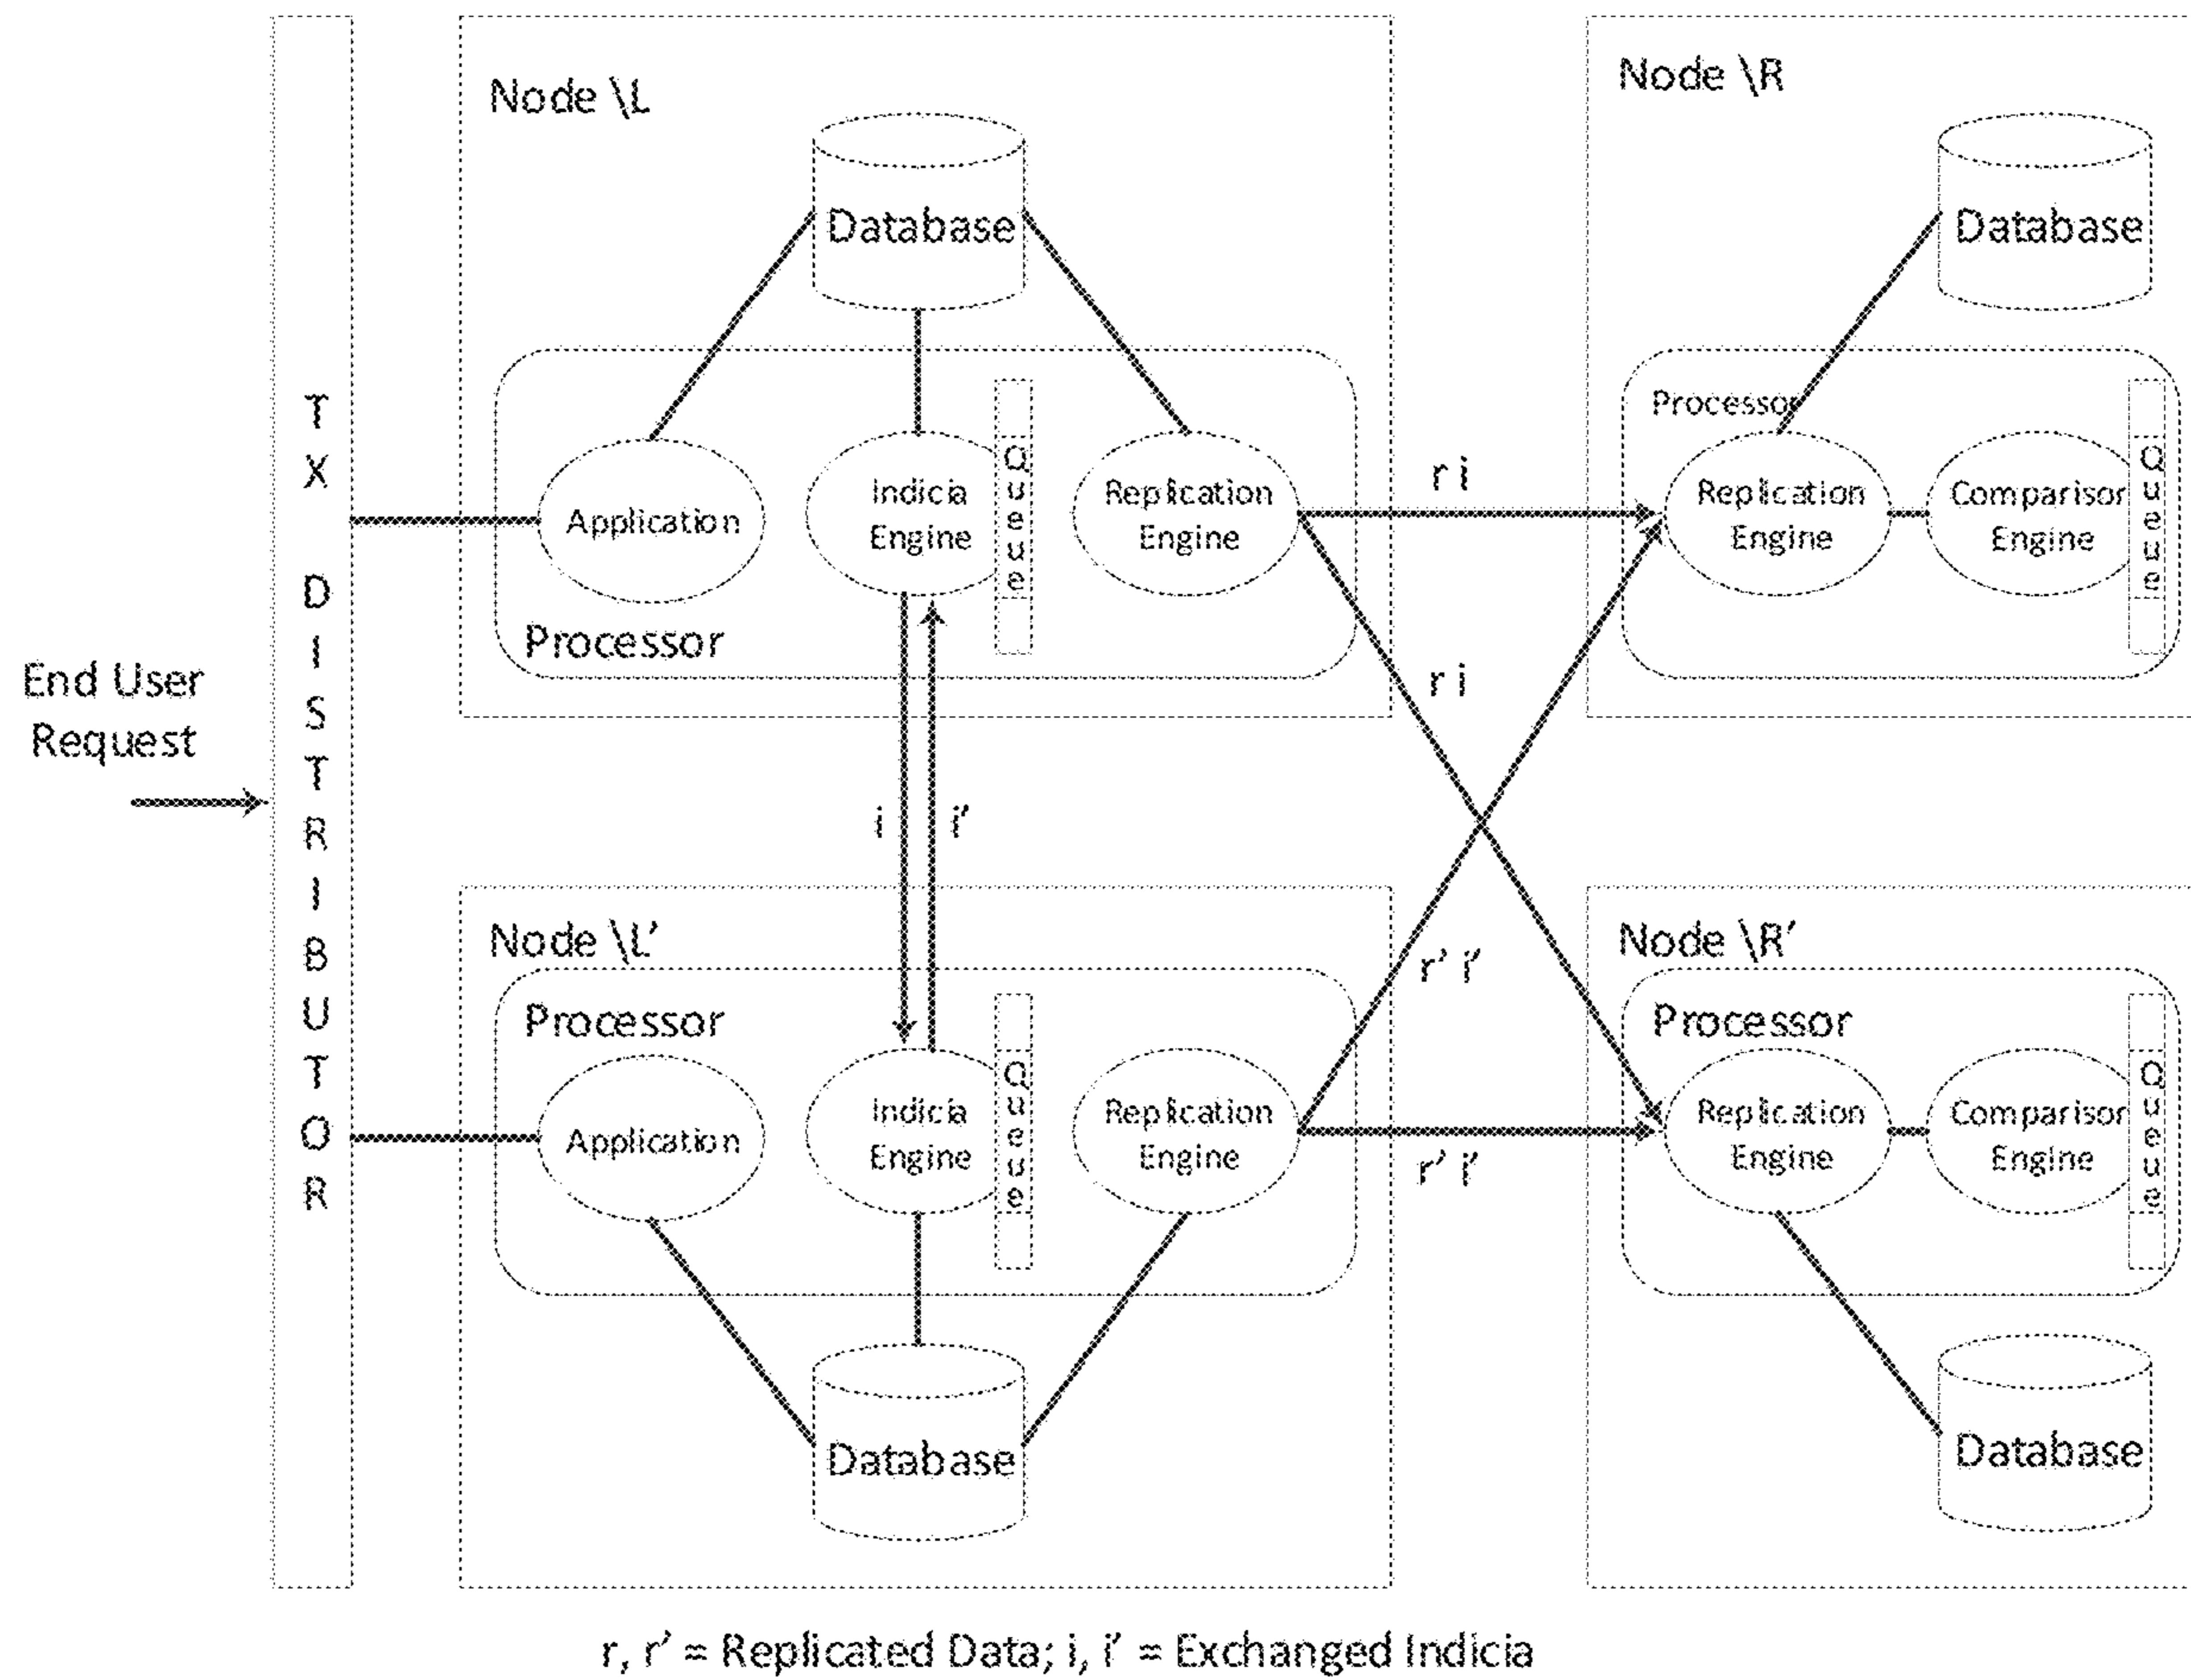 End User
Request
TX DISTRIBUTOR
Node \L
Database
Application
Indicia
Engine
Queue
Replication
Engine
Processor
i
i'
Node \L'
Processor
Application
Indicia
Engine
Queue
Replication
Engine
Database
r i
r i
r' i'
r' i'
Node \R
Database
Processor
Replication
Engine
Comparison
Engine
Queue
Node \R'
Processor
Replication
Engine
Comparison
Engine
Queue
Database
r, r' = Replicated Data; i, i' = Exchanged Indicia